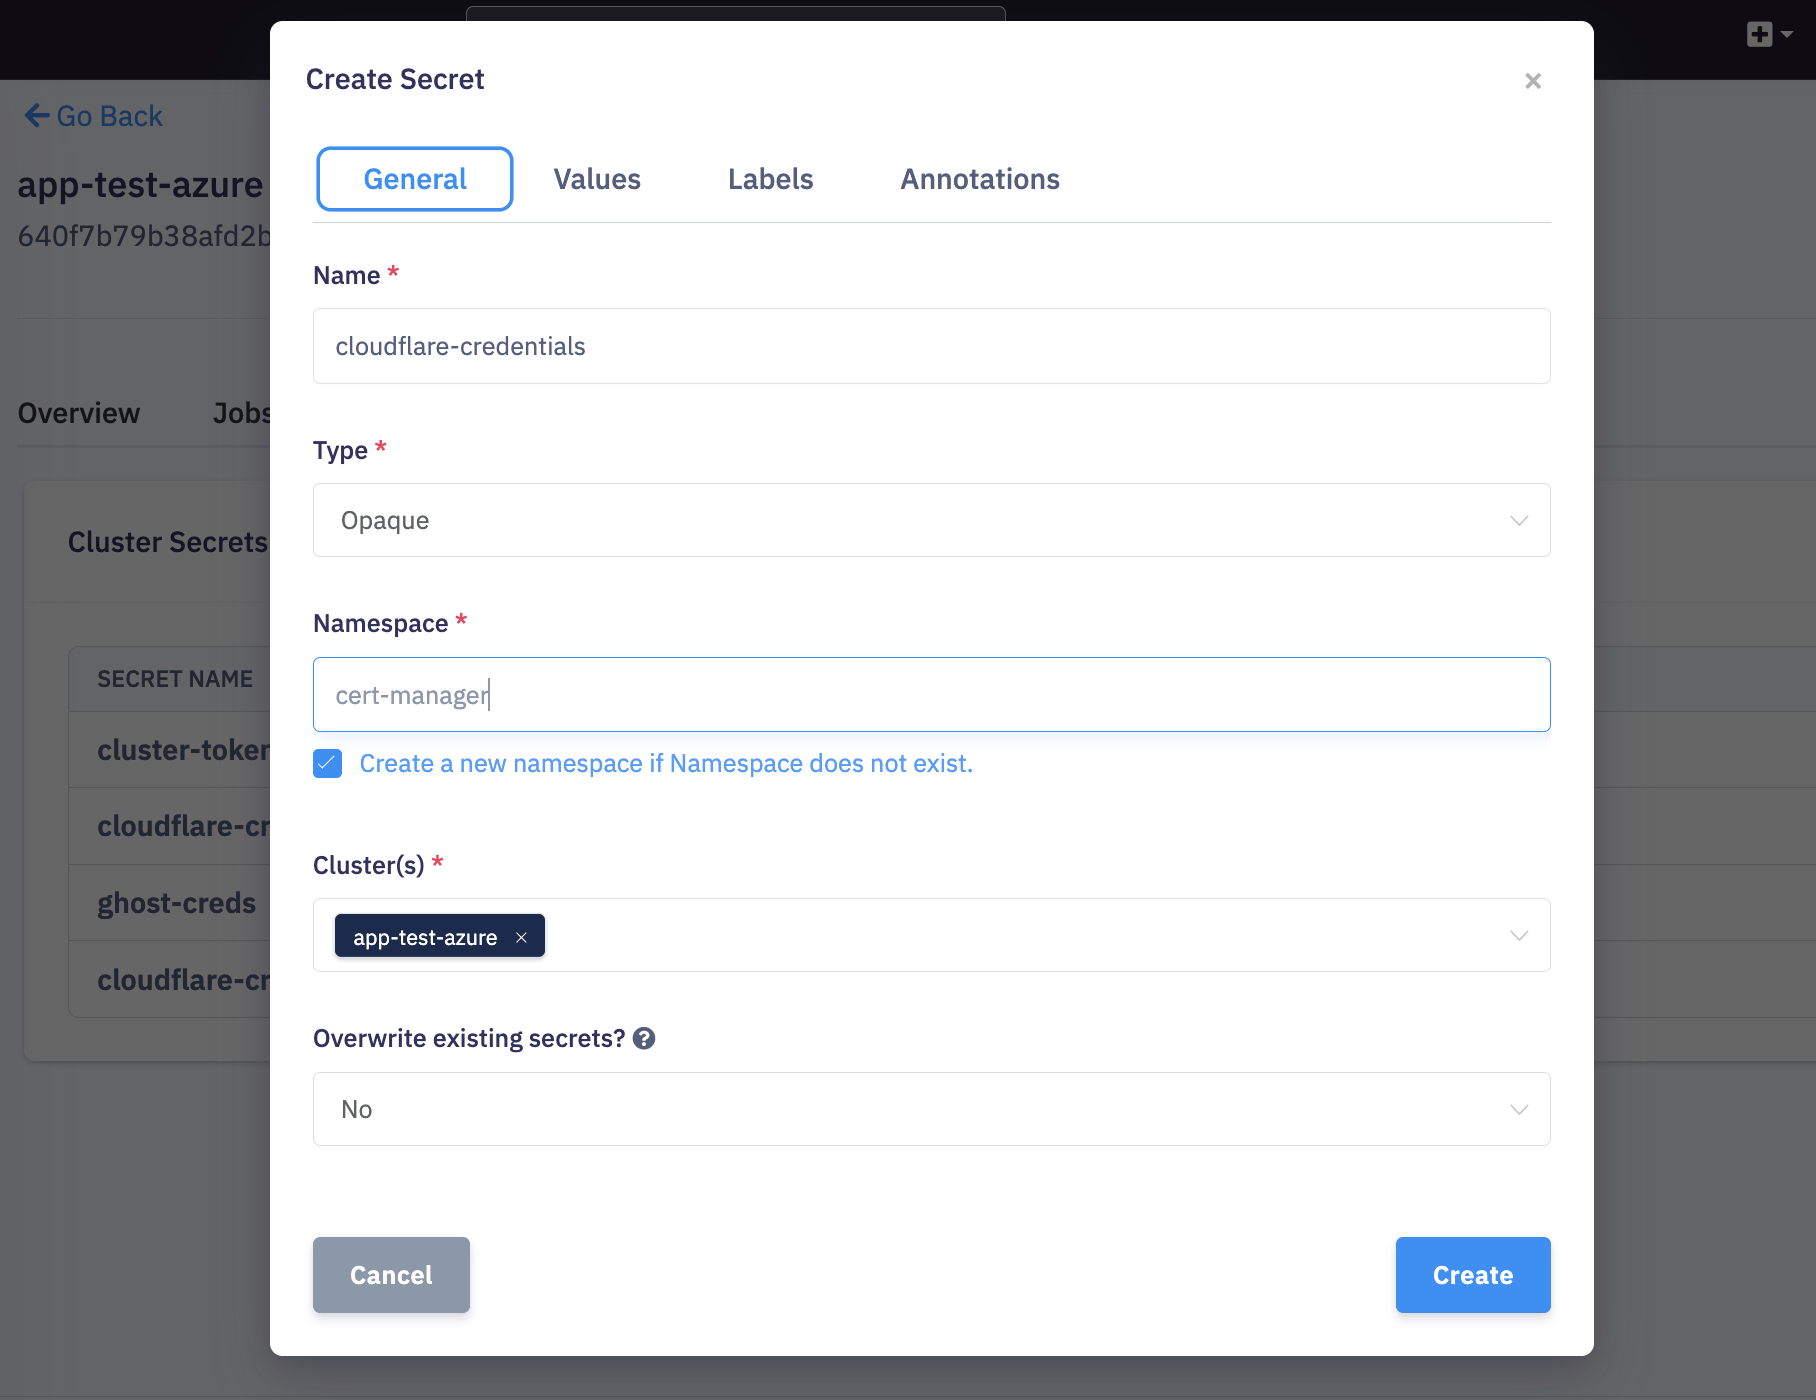 Create Secret
×
Go Back
app-test-azure
640f7b79b38afd2b
General Values Labels Annotations
Name *
cloudflare-credentials
Overview Jobs
Type *
Opaque
Cluster Secrets
Namespace *
SECRET NAME
cert-manager
cluster-token
Create a new namespace if Namespace does not exist.
cloudflare-cr
Cluster(s) *
ghost-creds
app-test-azure ×
cloudflare-cr
Overwrite existing secrets? ?
No
Cancel Create